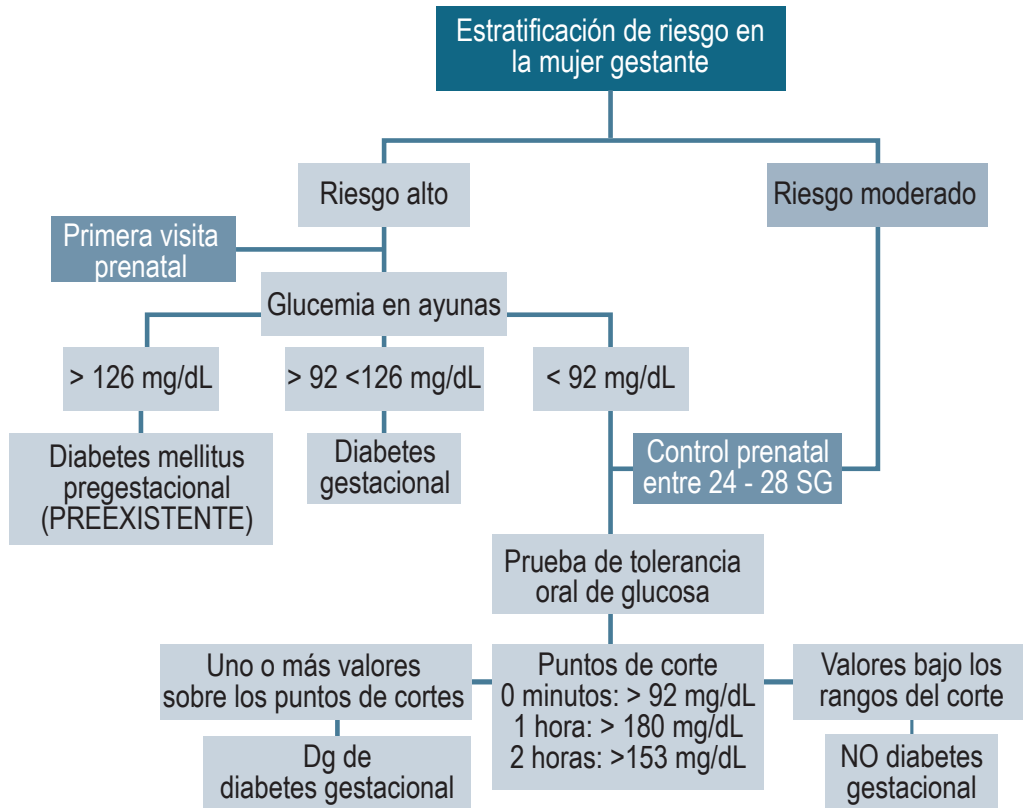 Estratificación de riesgo en
la mujer gestante
Riesgo alto
Riesgo moderado
Primera visita
prenatal
Glucemia en ayunas
> 126 mg/dL
> 92 <126 mg/dL
< 92 mg/dL
Diabetes mellitus
pregestacional
(PREEXISTENTE)
Diabetes
gestacional
Control prenatal
entre 24 - 28 SG
Prueba de tolerancia
oral de glucosa
Uno o más valores
sobre los puntos de cortes
Puntos de corte
0 minutos: > 92 mg/dL
1 hora: > 180 mg/dL
2 horas: >153 mg/dL
Valores bajo los
rangos del corte
Dg de
diabetes gestacional
NO diabetes
gestacional